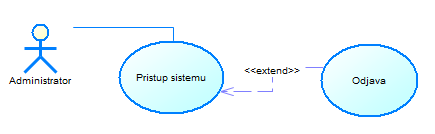 <<extend>>
Pristup sistemu
Odjava
Administrator